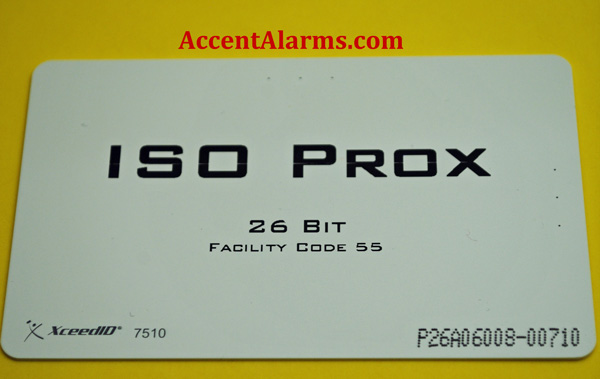 AccentAlarms.com
ISO PROX
26 BIT
FACILITY CODE 55
XceedID® 7510
P26A06008-00710